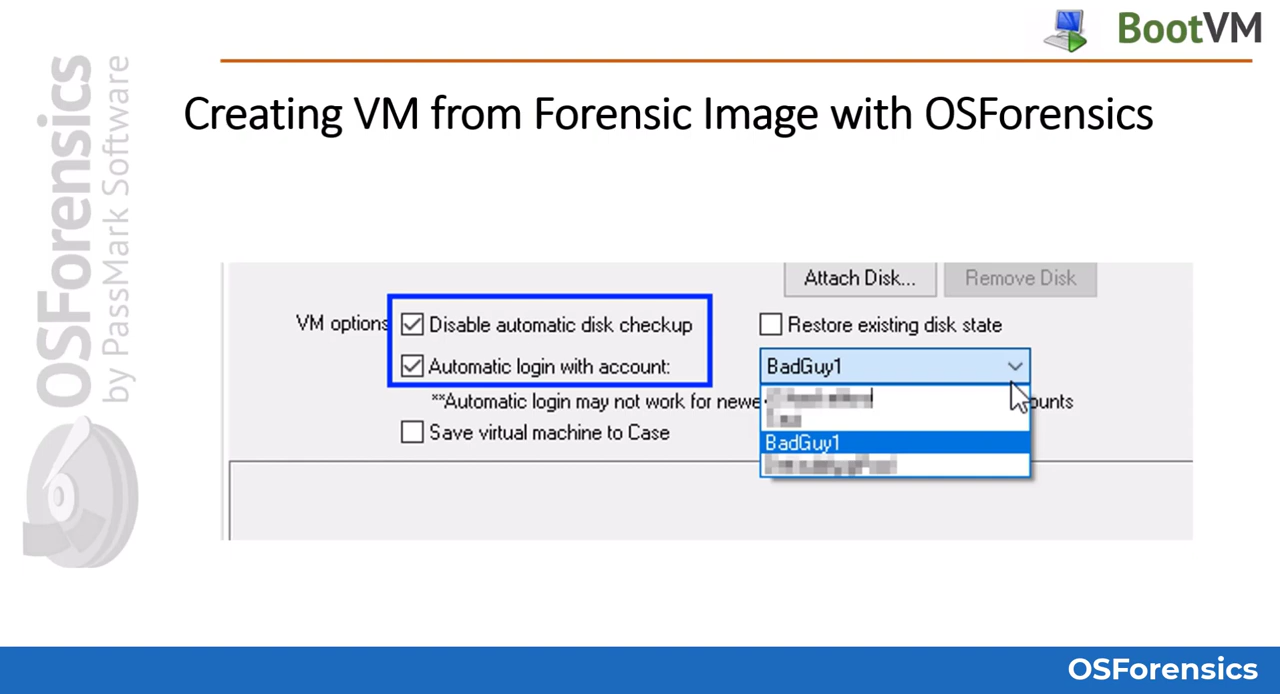 BootVM
OSForensics
by PassMark Software
Creating VM from Forensic Image with OSForensics
Attach Disk... Remove Disk
VM options Disable automatic disk checkup Restore existing disk state
Automatic login with account: BadGuy1
**Automatic login may not work for
BadGuy1
Save virtual machine to Case
OSForensics